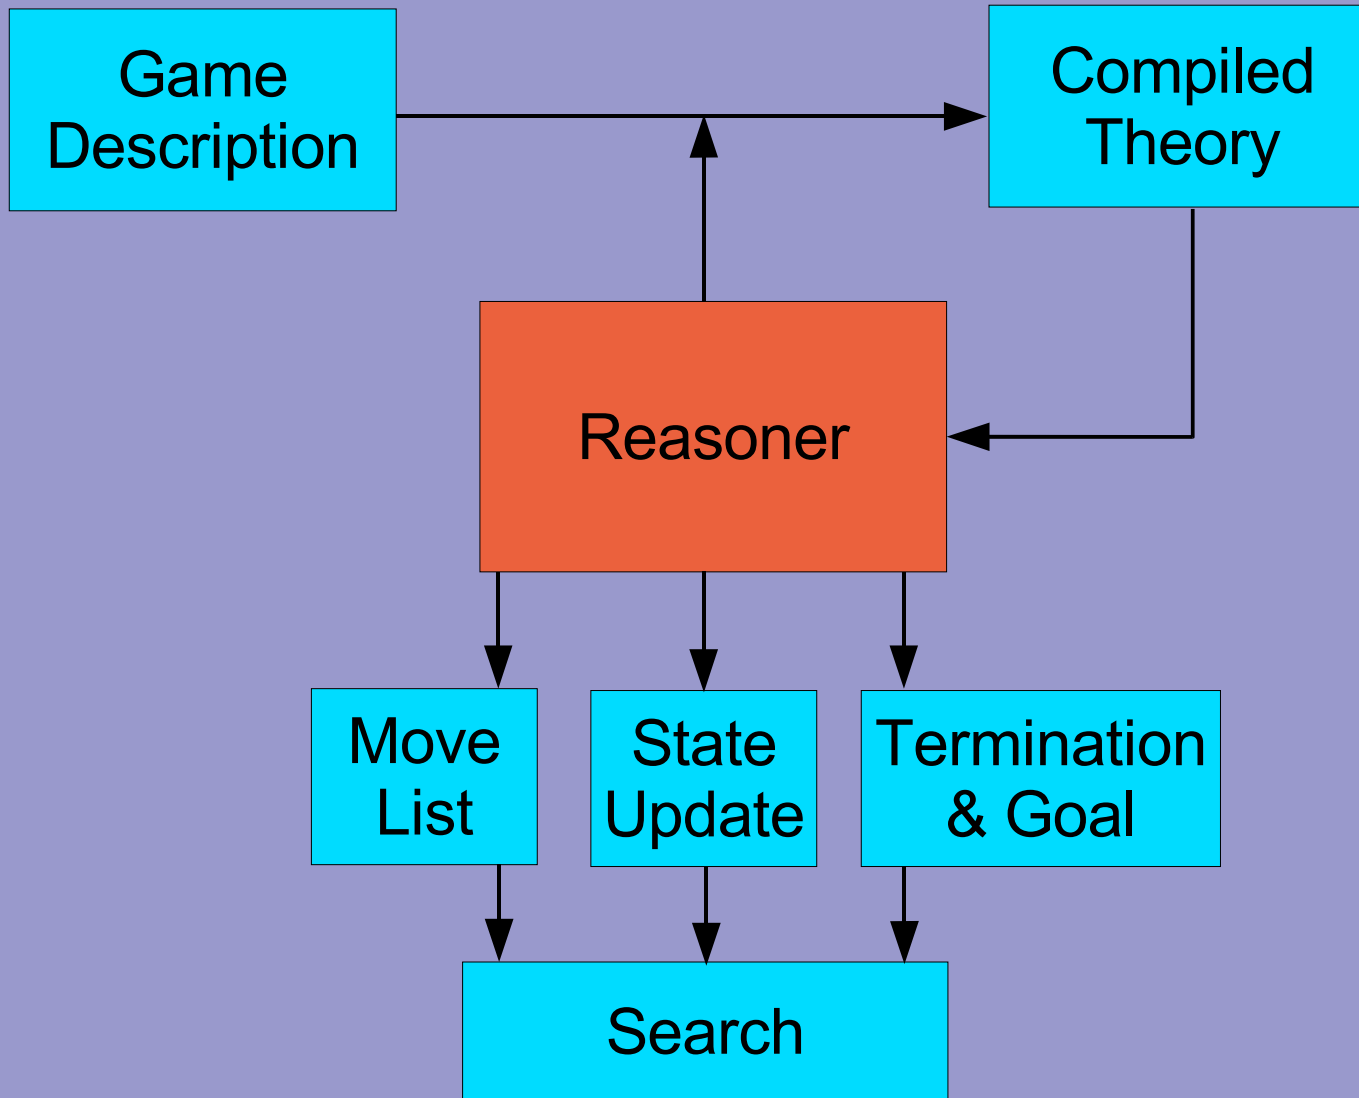 Game
Description
Compiled
Theory
Reasoner
Move
List
State
Update
Termination
& Goal
Search